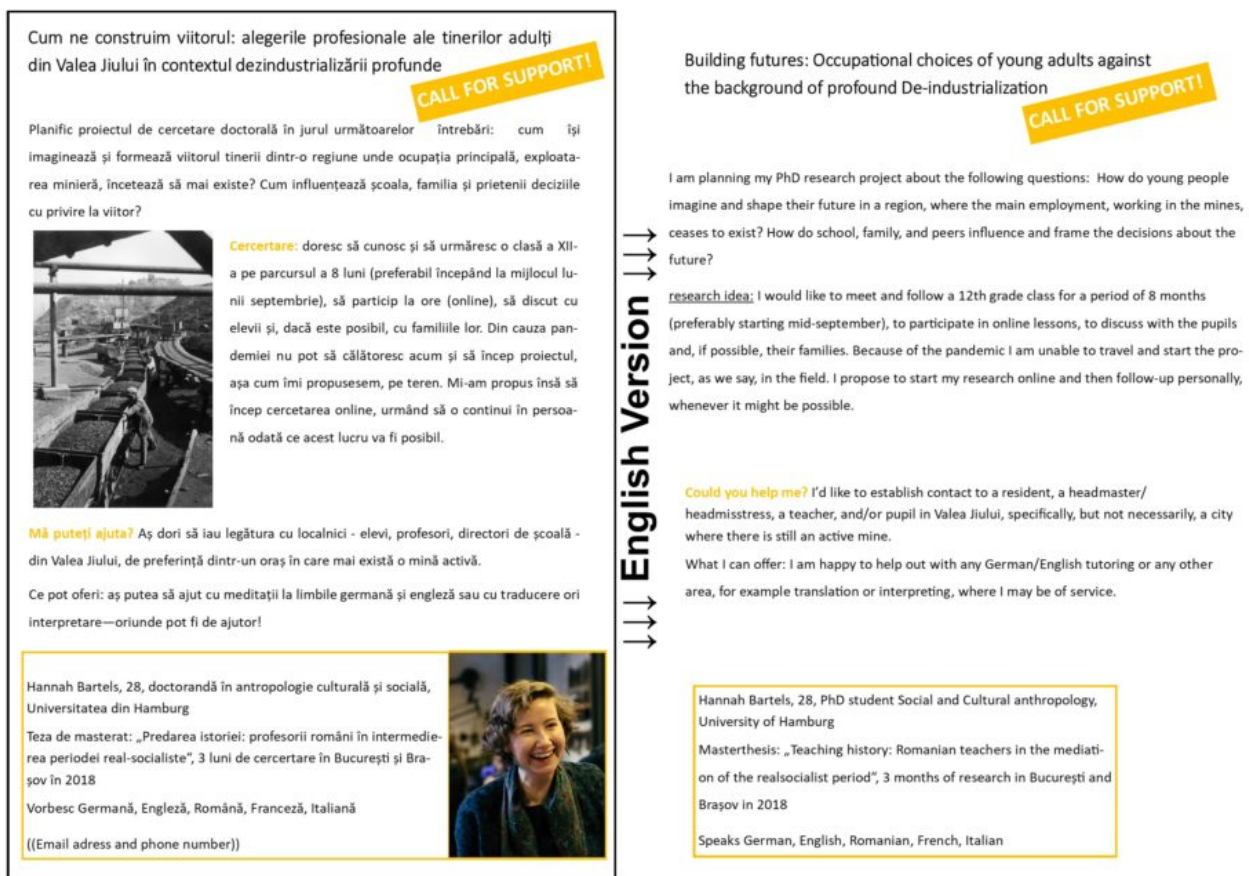 Cum ne construim viitorul: alegerile profesionale ale tinerilor adulți
din Valea Jiului în contextul dezindustrializării profunde
CALL FOR SUPPORT!
Planific proiectul de cercetare doctorală în jurul următoarelor întrebări: cum își
imaginează și formează viitorul tinerii dintr-o regiune unde ocupația principală, exploata-
rea minieră, încetează să mai existe? Cum influențează școala, familia și prietenii deciziile
cu privire la viitor?
Cercertare: doresc să cunosc și să urmăresc o clasă a XII-
a pe parcursul a 8 luni (preferabil începând la mijlocul lu-
nii septembrie), să particip la ore (online), să discut cu
elevii și, dacă este posibil, cu familiile lor. Din cauza pan-
demiei nu pot să călătoresc acum și să încep proiectul,
așa cum îmi propusesem, pe teren. Mi-am propus însă să
încep cercetarea online, urmând să o continui în persoa-
nă odată ce acest lucru va fi posibil.
Mă puteți ajuta? Aș dori să iau legătura cu localnici - elevi, profesori, directori de școală -
din Valea Jiului, de preferință dintr-un oraș în care mai există o mină activă.
Ce pot oferi: aș putea să ajut cu meditații la limbile germană și engleză sau cu traducere ori
interpretare—oriunde pot fi de ajutor!
Hannah Bartels, 28, doctorandă în antropologie culturală și socială,
Universitatea din Hamburg
Teza de masterat: „Predarea istoriei: profesorii români în intermedie-
rea periodei real-socialiste“, 3 luni de cercetare în București și Bra-
șov în 2018
Vorbesc Germană, Engleză, Română, Franceză, Italiană
((Email adress and phone number))
→→→ English Version →→→
Building futures: Occupational choices of young adults against
the background of profound De-industrialization
CALL FOR SUPPORT!
I am planning my PhD research project about the following questions: How do young people
imagine and shape their future in a region, where the main employment, working in the mines,
ceases to exist? How do school, family, and peers influence and frame the decisions about the
future?
research idea: I would like to meet and follow a 12th grade class for a period of 8 months
(preferably starting mid-september), to participate in online lessons, to discuss with the pupils
and, if possible, their families. Because of the pandemic I am unable to travel and start the pro-
ject, as we say, in the field. I propose to start my research online and then follow-up personally,
whenever it might be possible.
Could you help me? I'd like to establish contact to a resident, a headmaster/
headmisstress, a teacher, and/or pupil in Valea Jiului, specifically, but not necessarily, a city
where there is still an active mine.
What I can offer: I am happy to help out with any German/English tutoring or any other
area, for example translation or interpreting, where I may be of service.
Hannah Bartels, 28, PhD student Social and Cultural anthropology,
University of Hamburg
Masterthesis: „Teaching history: Romanian teachers in the mediati-
on of the realsocialist period“, 3 months of research in București and
Brașov in 2018
Speaks German, English, Romanian, French, Italian